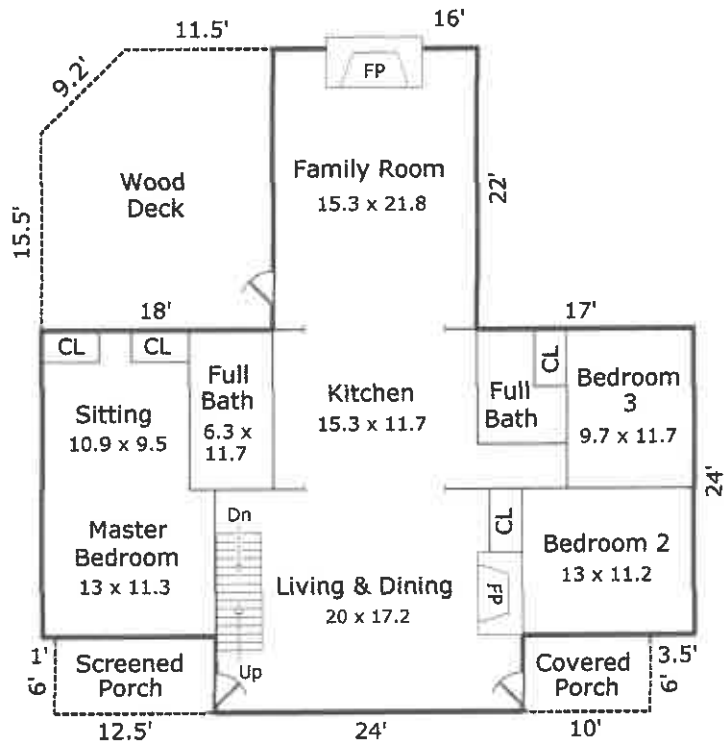 11.5'
16'
9.2'
FP
Wood
Deck
Family Room
15.3 x 21.8
22'
15.5'
18'
17'
CL
CL
Full
Bath
6.3 x
11.7
Kitchen
15.3 x 11.7
Full
Bath
CL
Bedroom
3
9.7 x 11.7
Sitting
10.9 x 9.5
24'
Master
Bedroom
13 x 11.3
Dn
Living & Dining
20 x 17.2
CL
FP
Bedroom 2
13 x 11.2
1'
6'
Screened
Porch
Up
Covered
Porch
3.5'
6'
12.5'
24'
10'